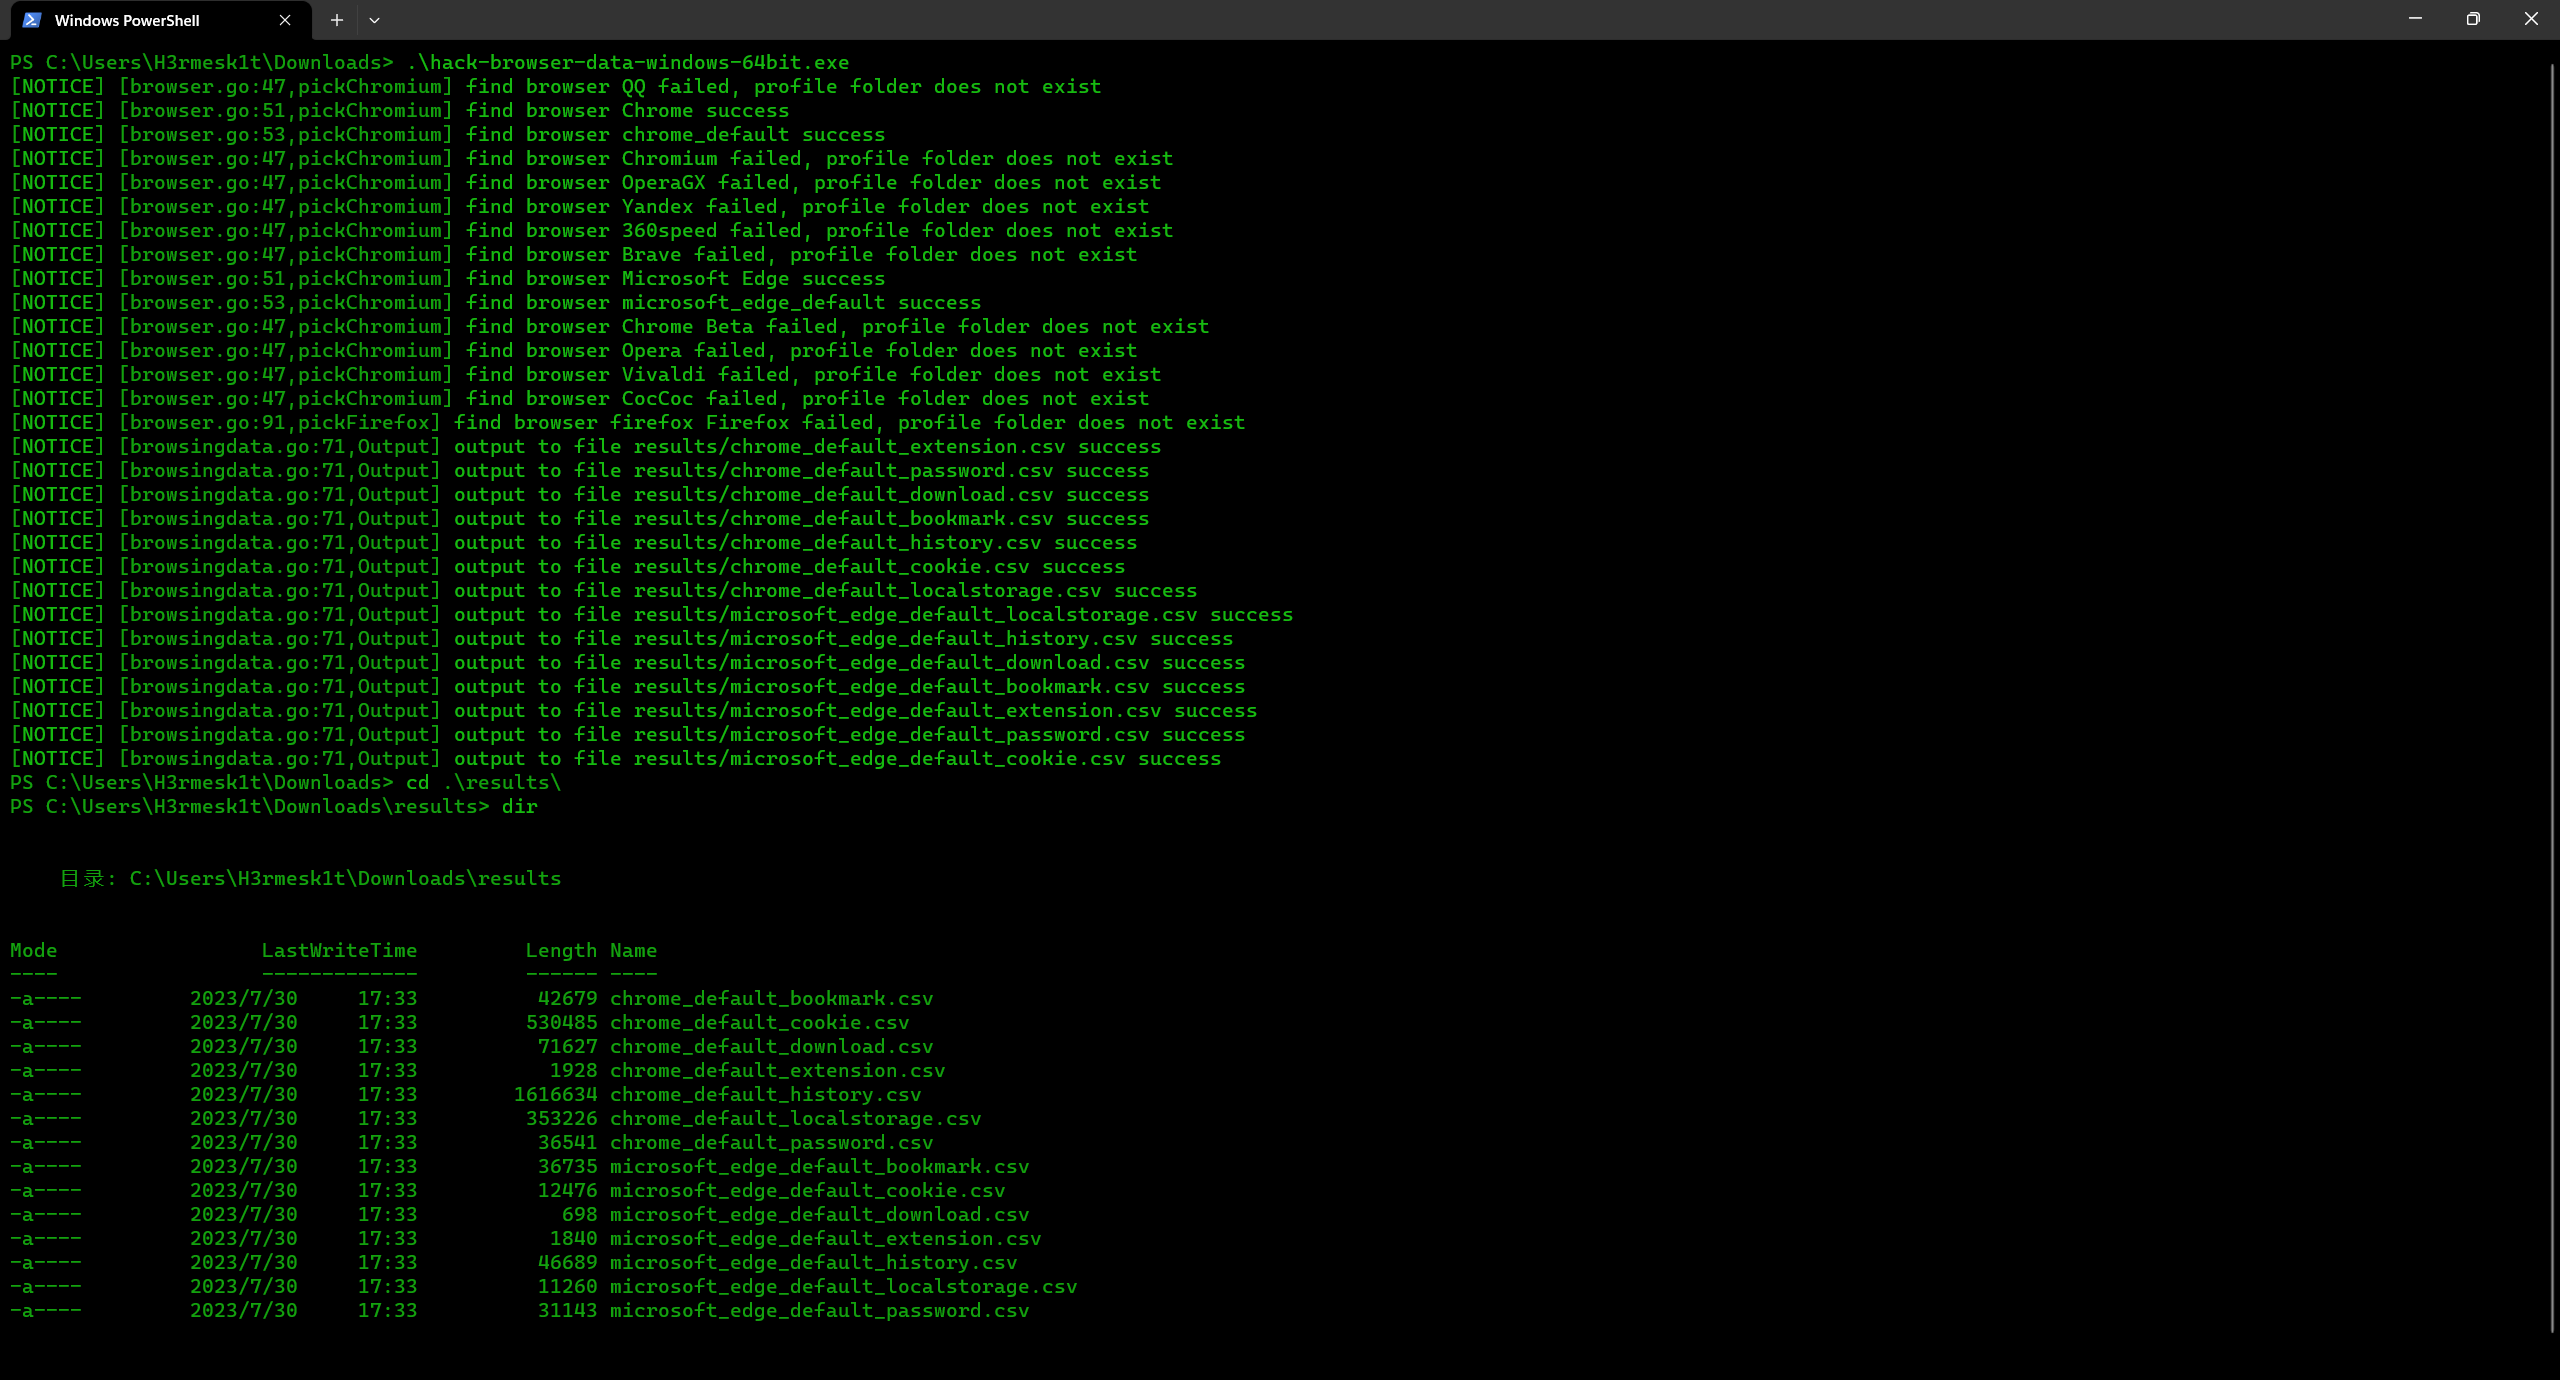 Windows PowerShell
PS C:\Users\H3rmesk1t\Downloads> .\hack-browser-data-windows-64bit.exe
[NOTICE] [browser.go:47,pickChromium] find browser QQ failed, profile folder does not exist
[NOTICE] [browser.go:51,pickChromium] find browser Chrome success
[NOTICE] [browser.go:53,pickChromium] find browser chrome_default success
[NOTICE] [browser.go:47,pickChromium] find browser Chromium failed, profile folder does not exist
[NOTICE] [browser.go:47,pickChromium] find browser OperaGX failed, profile folder does not exist
[NOTICE] [browser.go:47,pickChromium] find browser Yandex failed, profile folder does not exist
[NOTICE] [browser.go:47,pickChromium] find browser 360speed failed, profile folder does not exist
[NOTICE] [browser.go:47,pickChromium] find browser Brave failed, profile folder does not exist
[NOTICE] [browser.go:51,pickChromium] find browser Microsoft Edge success
[NOTICE] [browser.go:53,pickChromium] find browser microsoft_edge_default success
[NOTICE] [browser.go:47,pickChromium] find browser Chrome Beta failed, profile folder does not exist
[NOTICE] [browser.go:47,pickChromium] find browser Opera failed, profile folder does not exist
[NOTICE] [browser.go:47,pickChromium] find browser Vivaldi failed, profile folder does not exist
[NOTICE] [browser.go:47,pickChromium] find browser CocCoc failed, profile folder does not exist
[NOTICE] [browser.go:91,pickFirefox] find browser firefox Firefox failed, profile folder does not exist
[NOTICE] [browsingdata.go:71,Output] output to file results/chrome_default_extension.csv success
[NOTICE] [browsingdata.go:71,Output] output to file results/chrome_default_password.csv success
[NOTICE] [browsingdata.go:71,Output] output to file results/chrome_default_download.csv success
[NOTICE] [browsingdata.go:71,Output] output to file results/chrome_default_bookmark.csv success
[NOTICE] [browsingdata.go:71,Output] output to file results/chrome_default_history.csv success
[NOTICE] [browsingdata.go:71,Output] output to file results/chrome_default_cookie.csv success
[NOTICE] [browsingdata.go:71,Output] output to file results/chrome_default_localstorage.csv success
[NOTICE] [browsingdata.go:71,Output] output to file results/microsoft_edge_default_localstorage.csv success
[NOTICE] [browsingdata.go:71,Output] output to file results/microsoft_edge_default_history.csv success
[NOTICE] [browsingdata.go:71,Output] output to file results/microsoft_edge_default_download.csv success
[NOTICE] [browsingdata.go:71,Output] output to file results/microsoft_edge_default_bookmark.csv success
[NOTICE] [browsingdata.go:71,Output] output to file results/microsoft_edge_default_extension.csv success
[NOTICE] [browsingdata.go:71,Output] output to file results/microsoft_edge_default_password.csv success
[NOTICE] [browsingdata.go:71,Output] output to file results/microsoft_edge_default_cookie.csv success
PS C:\Users\H3rmesk1t\Downloads> cd .\results\
PS C:\Users\H3rmesk1t\Downloads\results> dir
目录: C:\Users\H3rmesk1t\Downloads\results
Mode LastWriteTime Length Name
---- ------------- ------ ----
-a---- 2023/7/30 17:33 42679 chrome_default_bookmark.csv
-a---- 2023/7/30 17:33 530485 chrome_default_cookie.csv
-a---- 2023/7/30 17:33 71627 chrome_default_download.csv
-a---- 2023/7/30 17:33 1928 chrome_default_extension.csv
-a---- 2023/7/30 17:33 1616634 chrome_default_history.csv
-a---- 2023/7/30 17:33 353226 chrome_default_localstorage.csv
-a---- 2023/7/30 17:33 36541 chrome_default_password.csv
-a---- 2023/7/30 17:33 36735 microsoft_edge_default_bookmark.csv
-a---- 2023/7/30 17:33 12476 microsoft_edge_default_cookie.csv
-a---- 2023/7/30 17:33 698 microsoft_edge_default_download.csv
-a---- 2023/7/30 17:33 1840 microsoft_edge_default_extension.csv
-a---- 2023/7/30 17:33 46689 microsoft_edge_default_history.csv
-a---- 2023/7/30 17:33 11260 microsoft_edge_default_localstorage.csv
-a---- 2023/7/30 17:33 31143 microsoft_edge_default_password.csv